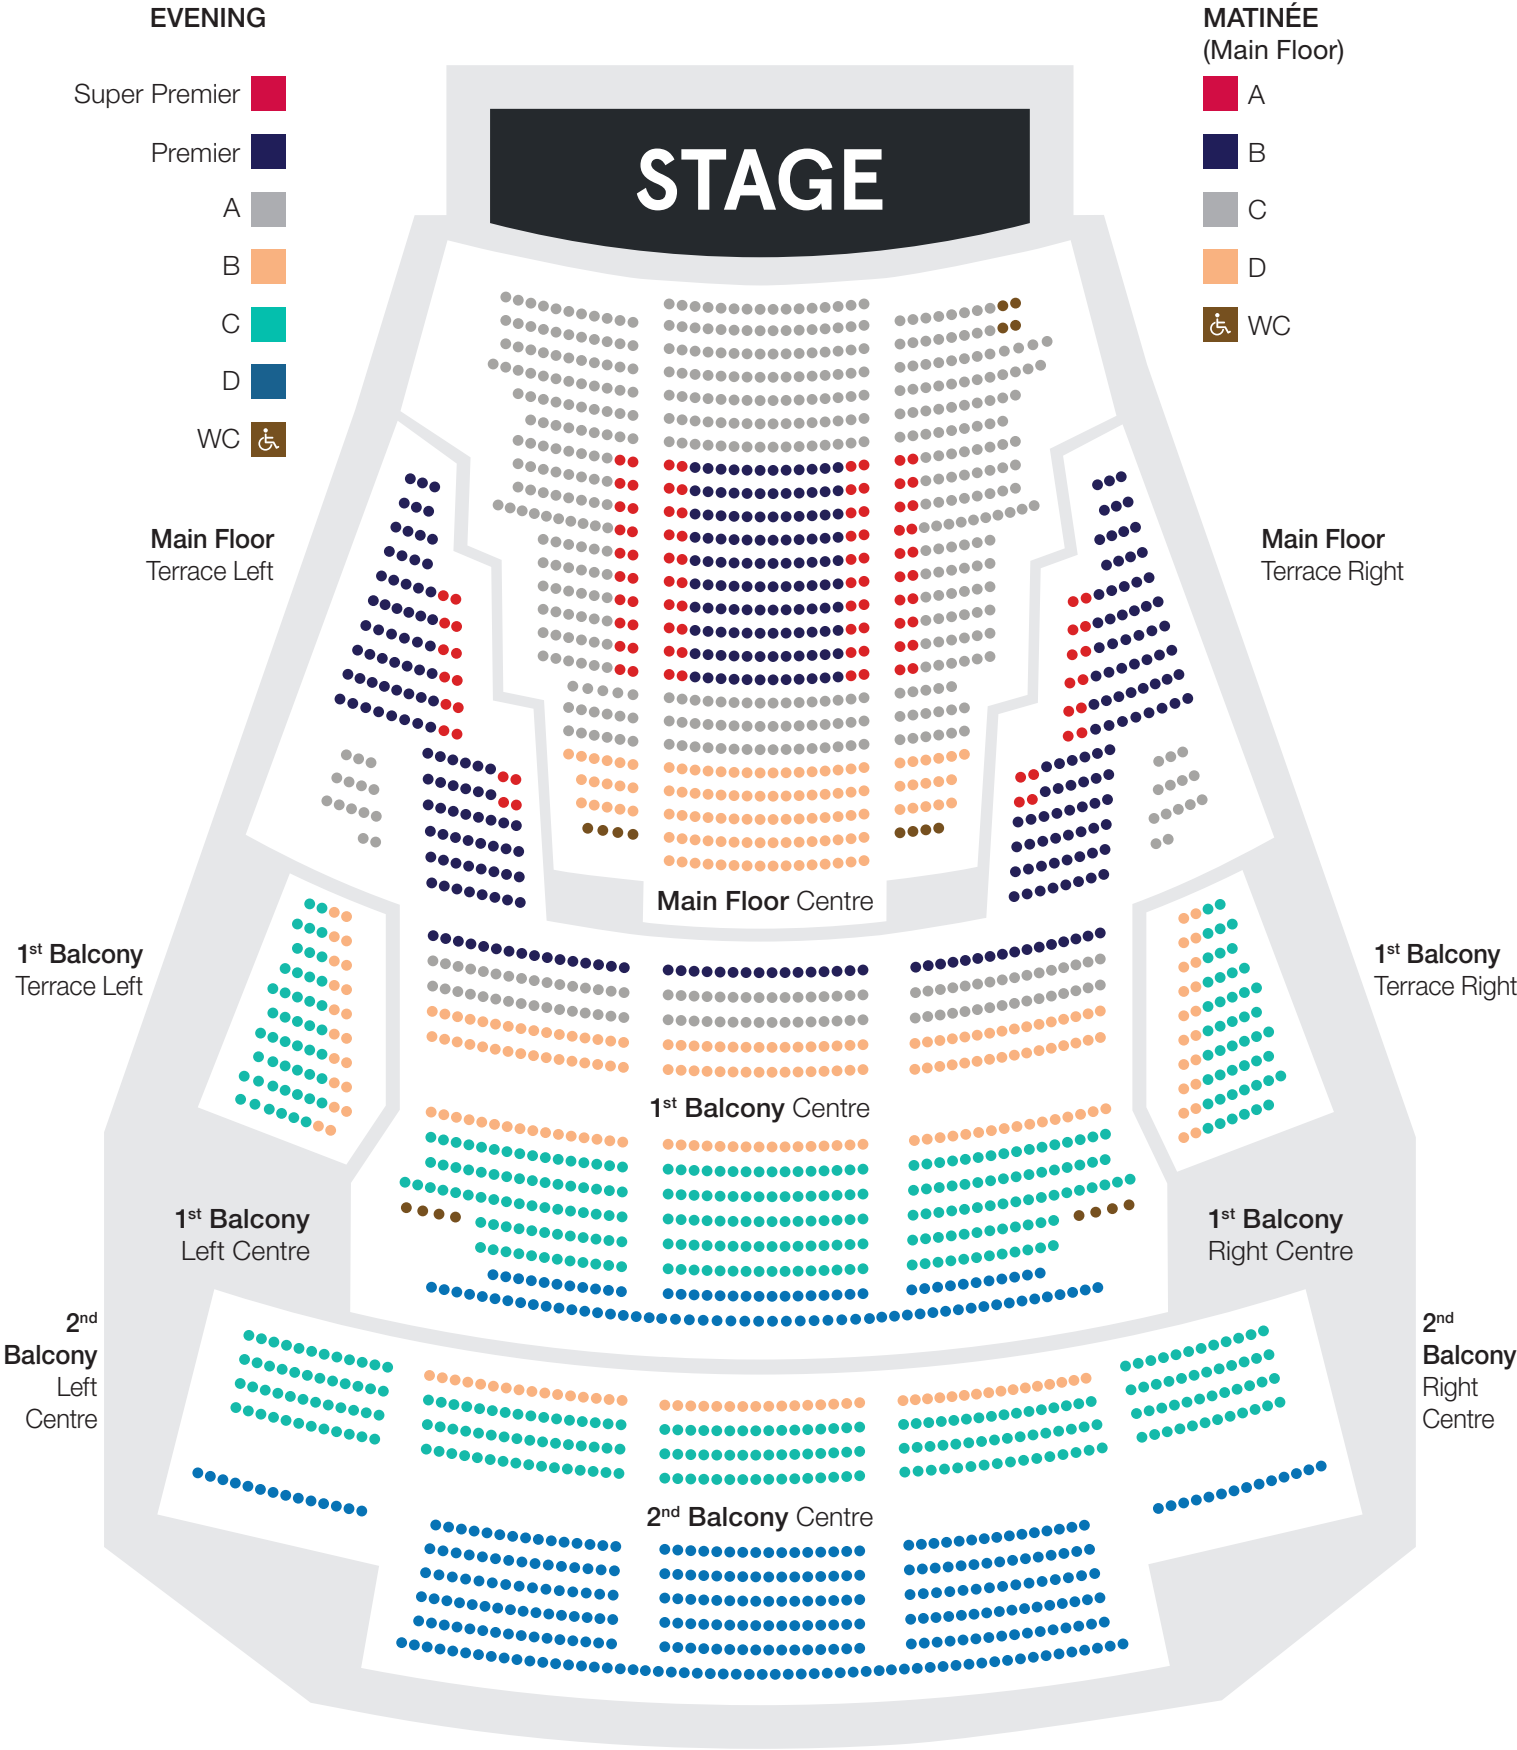 EVENING
Super Premier
Premier
A
B
C
D
WC
MATINÉE
(Main Floor)
A
B
C
D
WC
STAGE
Main Floor
Terrace Left
Main Floor
Terrace Right
Main Floor Centre
1st Balcony
Terrace Left
1st Balcony
Terrace Right
1st Balcony Centre
1st Balcony
Left Centre
1st Balcony
Right Centre
2nd
Balcony
Left
Centre
2nd
Balcony
Right
Centre
2nd Balcony Centre